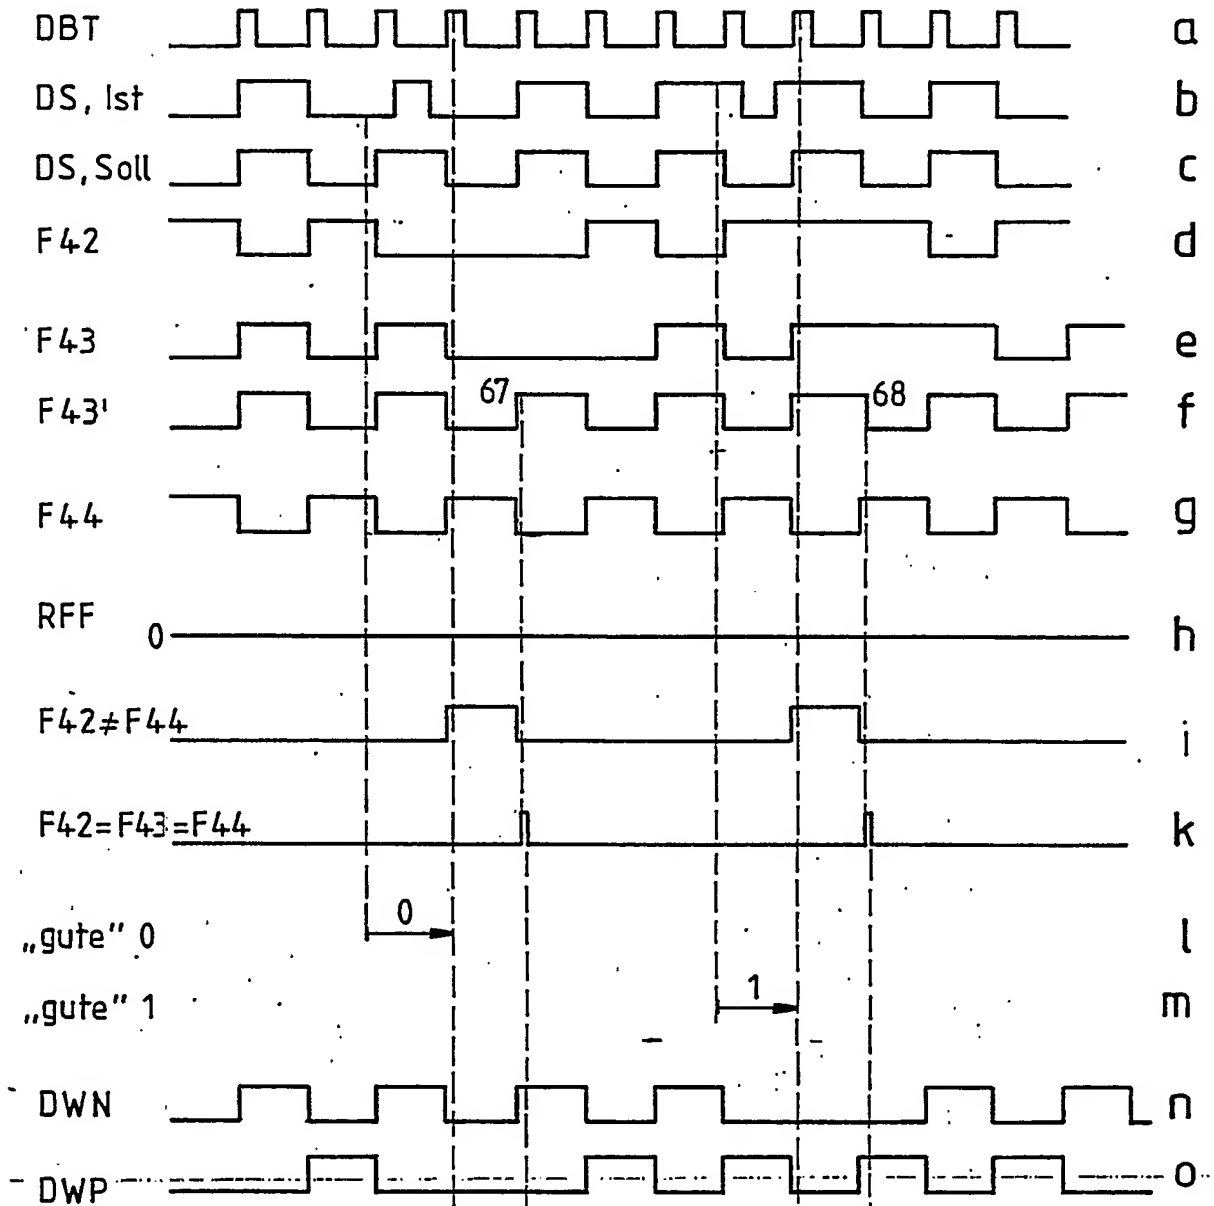 DBT a
DS, Ist b
DS, Soll c
F42 d
F43 e
F43' 67 68 f
F44 g
RFF 0 h
F42≠F44 i
F42=F43=F44 k
„gute" 0 0 l
„gute" 1 1 m
DWN n
DWP o